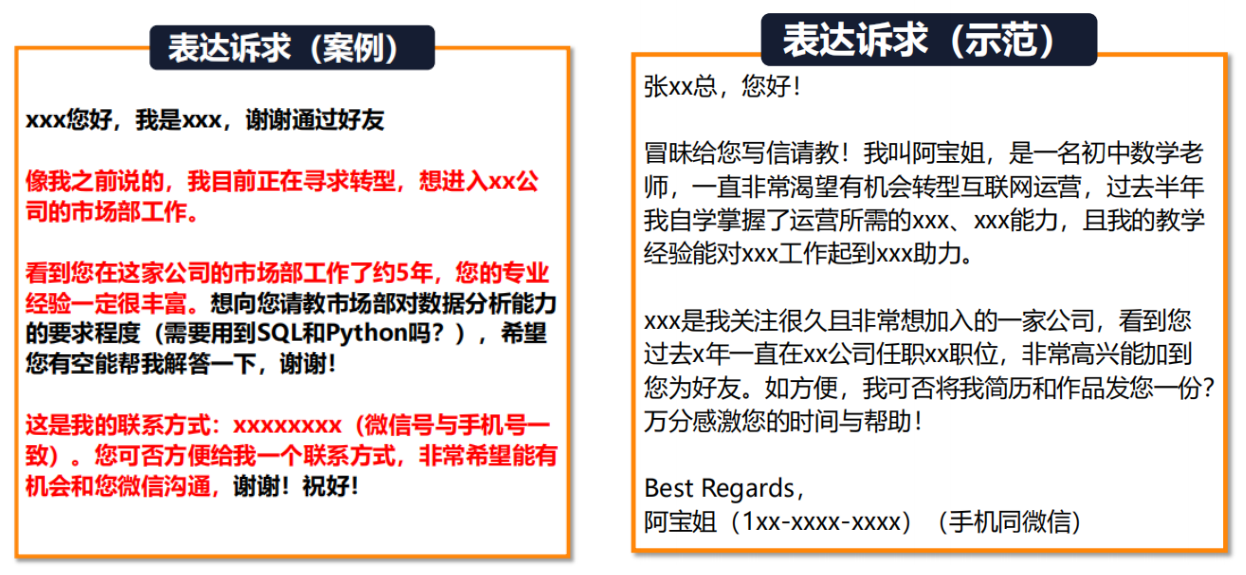 表达诉求（案例）
xxx您好，我是xxx，谢谢通过好友
像我之前说的，我目前正在寻求转型，想进入xx公
司的市场部工作。
看到您在这家公司的市场部工作了约5年，您的专业
经验一定很丰富。想向您请教市场部对数据分析能力
的要求程度（需要用到SQL和Python吗？），希望
您有空能帮我解答一下，谢谢！
这是我的联系方式：xxxxxxxx（微信号与手机号一
致）。您可否方便给我一个联系方式，非常希望能有
机会和您微信沟通，谢谢！祝好！
表达诉求（示范）
张xx总，您好！
冒昧给您写信请教！我叫阿宝姐，是一名初中数学老
师，一直非常渴望有机会转型互联网运营，过去半年
我自学掌握了运营所需的xxx、xxx能力，且我的教学
经验能对xxx工作起到xxx助力。
xxx是我关注很久且非常想加入的一家公司，看到您
过去x年一直在xx公司任职xx职位，非常高兴能加到
您为好友。如方便，我可否将我简历和作品发您一份？
万分感激您的时间与帮助！
Best Regards，
阿宝姐（1xx-xxxx-xxxx）（手机同微信）